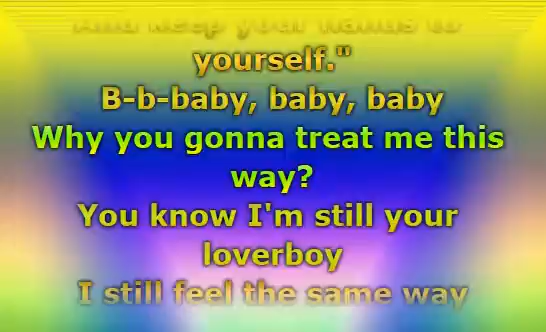 And keep your hands to
yourself."
B-b-baby, baby, baby
Why you gonna treat me this
way?
You know I'm still your
loverboy
I still feel the same way